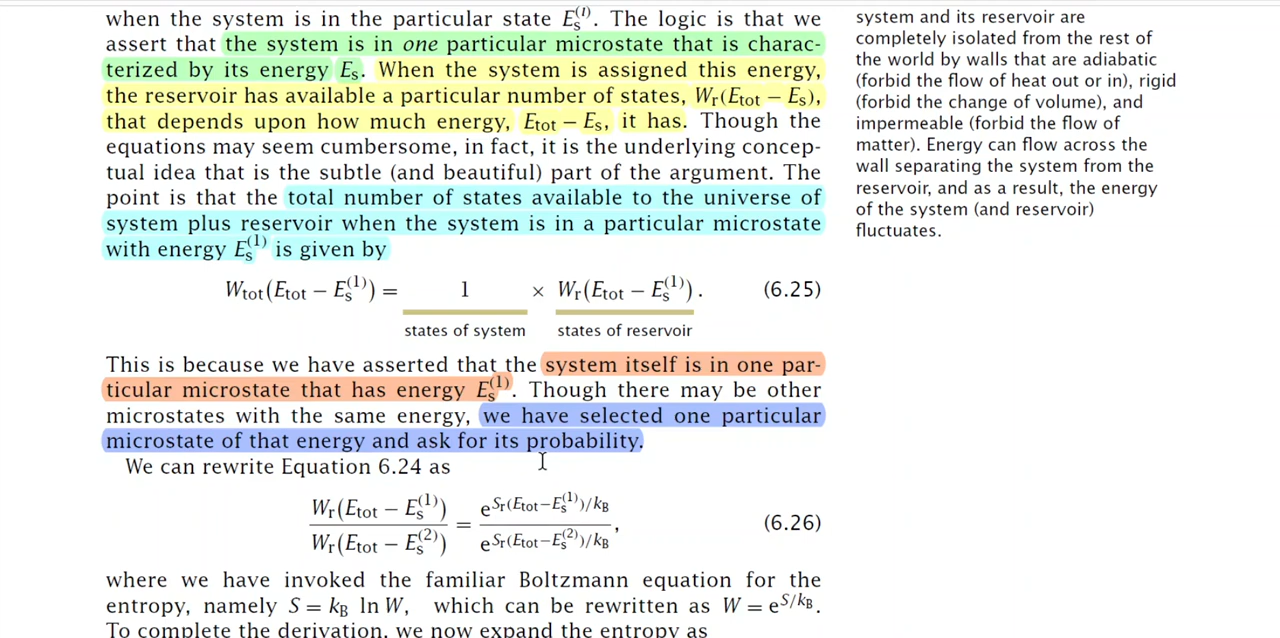 when the system is in the particular state E_s^(l). The logic is that we
assert that the system is in one particular microstate that is charac-
terized by its energy E_s. When the system is assigned this energy,
the reservoir has available a particular number of states, W_r(E_tot − E_s),
that depends upon how much energy, E_tot − E_s, it has. Though the
equations may seem cumbersome, in fact, it is the underlying concep-
tual idea that is the subtle (and beautiful) part of the argument. The
point is that the total number of states available to the universe of
system plus reservoir when the system is in a particular microstate
with energy E_s^(1) is given by
W_tot(E_tot − E_s^(1)) = 1 × W_r(E_tot − E_s^(1)). (6.25)
states of system states of reservoir
This is because we have asserted that the system itself is in one par-
ticular microstate that has energy E_s^(1). Though there may be other
microstates with the same energy, we have selected one particular
microstate of that energy and ask for its probability.
We can rewrite Equation 6.24 as
W_r(E_tot − E_s^(1)) / W_r(E_tot − E_s^(2)) = e^(S_r(E_tot−E_s^(1))/k_B) / e^(S_r(E_tot−E_s^(2))/k_B), (6.26)
where we have invoked the familiar Boltzmann equation for the
entropy, namely S = k_B ln W, which can be rewritten as W = e^(S/k_B).
To complete the derivation, we now expand the entropy as
system and its reservoir are
completely isolated from the rest of
the world by walls that are adiabatic
(forbid the flow of heat out or in), rigid
(forbid the change of volume), and
impermeable (forbid the flow of
matter). Energy can flow across the
wall separating the system from the
reservoir, and as a result, the energy
of the system (and reservoir)
fluctuates.